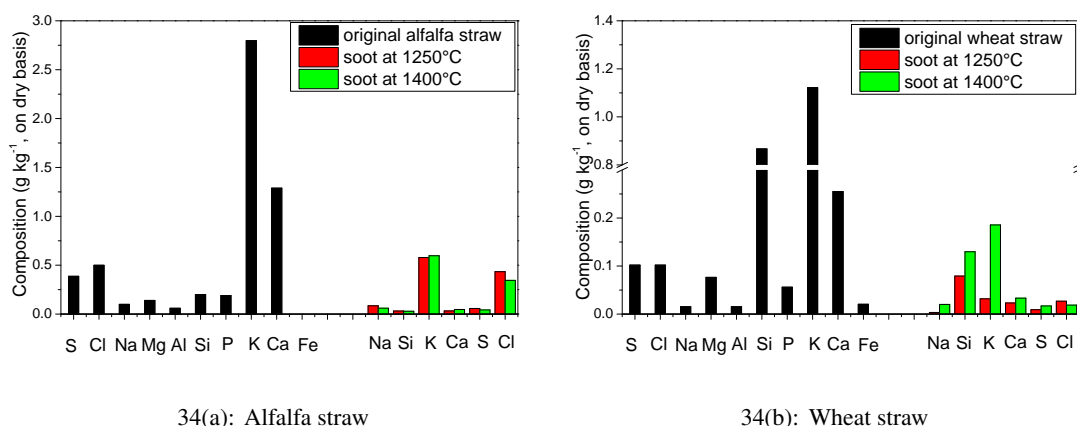 Composition (g kg⁻¹, on dry basis)
3.0
2.5
2.0
1.5
1.0
0.5
0.0
original alfalfa straw
soot at 1250°C
soot at 1400°C
S Cl Na Mg Al Si P K Ca Fe Na Si K Ca S Cl
34(a): Alfalfa straw
Composition (g kg⁻¹, on dry basis)
1.4
1.2
1.0
0.8
0.2
0.1
0.0
original wheat straw
soot at 1250°C
soot at 1400°C
S Cl Na Mg Al Si P K Ca Fe Na Si K Ca S Cl
34(b): Wheat straw